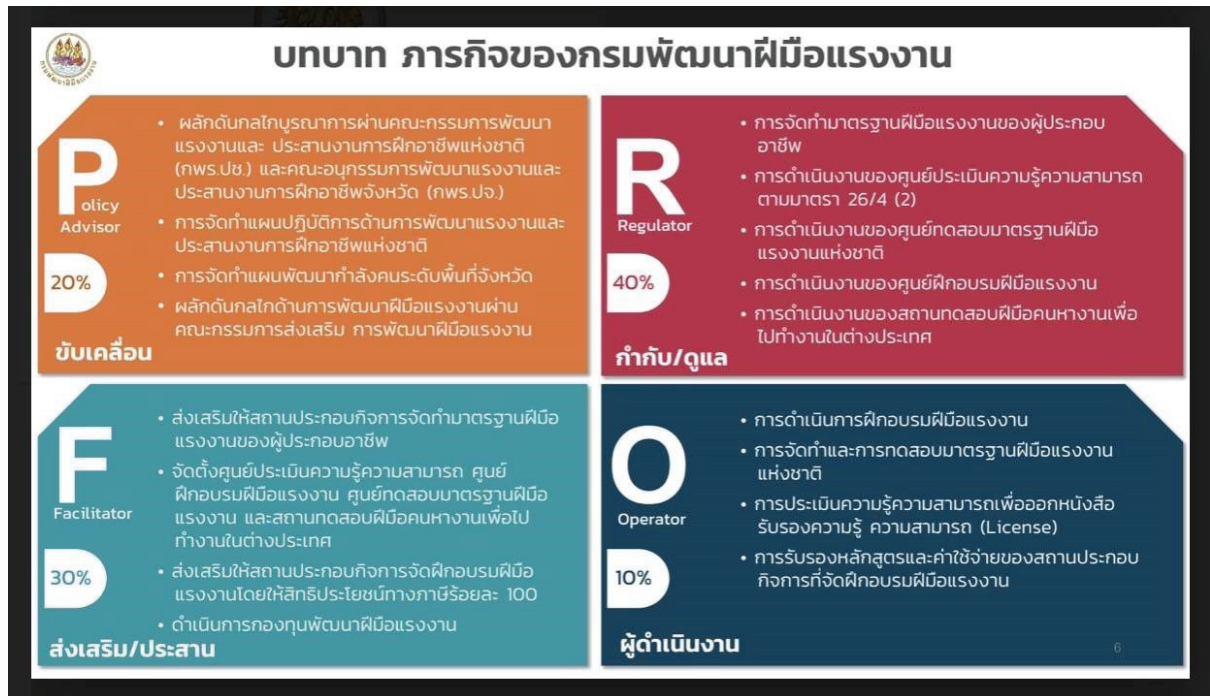 บทบาท ภารกิจของกรมพัฒนาฝีมือแรงงาน
กรมพัฒนาฝีมือแรงงาน
Policy
Advisor
20%
ขับเคลื่อน
• ผลักดันกลไกบูรณาการผ่านคณะกรรมการพัฒนา
แรงงานและ ประสานงานการฝึกอาชีพแห่งชาติ
(กพร.ปช.) และคณะอนุกรรมการพัฒนาแรงงานและ
ประสานงานการฝึกอาชีพจังหวัด (กพร.ปจ.)
• การจัดทำแผนปฏิบัติการด้านการพัฒนาแรงงานและ
ประสานงานการฝึกอาชีพแห่งชาติ
• การจัดทำแผนพัฒนากำลังคนระดับพื้นที่จังหวัด
• ผลักดันกลไกด้านการพัฒนาฝีมือแรงงานผ่าน
คณะกรรมการส่งเสริม การพัฒนาฝีมือแรงงาน
R
Regulator
40%
กำกับ/ดูแล
• การจัดทำมาตรฐานฝีมือแรงงานของผู้ประกอบ
อาชีพ
• การดำเนินงานของศูนย์ประเมินความรู้ความสามารถ
ตามมาตรา 26/4 (2)
• การดำเนินงานของศูนย์ทดสอบมาตรฐานฝีมือ
แรงงานแห่งชาติ
• การดำเนินงานของศูนย์ฝึกอบรมฝีมือแรงงาน
• การดำเนินงานของสถานทดสอบฝีมือคนหางานเพื่อ
ไปทำงานในต่างประเทศ
F
Facilitator
30%
ส่งเสริม/ประสาน
• ส่งเสริมให้สถานประกอบกิจการจัดทำมาตรฐานฝีมือ
แรงงานของผู้ประกอบอาชีพ
• จัดตั้งศูนย์ประเมินความรู้ความสามารถ ศูนย์
ฝึกอบรมฝีมือแรงงาน ศูนย์ทดสอบมาตรฐานฝีมือ
แรงงาน และสถานทดสอบฝีมือคนหางานเพื่อไป
ทำงานในต่างประเทศ
• ส่งเสริมให้สถานประกอบกิจการจัดฝึกอบรมฝีมือ
แรงงานโดยให้สิทธิประโยชน์ทางภาษีร้อยละ 100
• ดำเนินการกองทุนพัฒนาฝีมือแรงงาน
O
Operator
10%
ผู้ดำเนินงาน
• การดำเนินการฝึกอบรมฝีมือแรงงาน
• การจัดทำและการทดสอบมาตรฐานฝีมือแรงงาน
แห่งชาติ
• การประเมินความรู้ความสามารถเพื่อออกหนังสือ
รับรองความรู้ ความสามารถ (License)
• การรับรองหลักสูตรและค่าใช้จ่ายของสถานประกอบ
กิจการที่จัดฝึกอบรมฝีมือแรงงาน
6